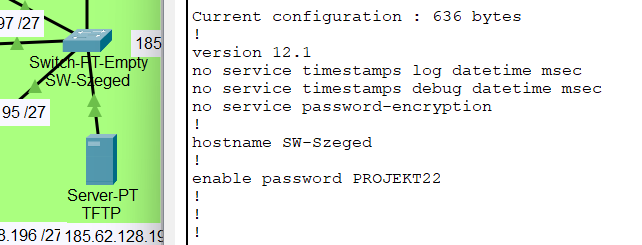 97 /27
185
Switch-PT-Empty
SW-Szeged
95 /27
Server-PT
TFTP
8.196 /27 185.62.128.19
Current configuration : 636 bytes
!
version 12.1
no service timestamps log datetime msec
no service timestamps debug datetime msec
no service password-encryption
!
hostname SW-Szeged
!
enable password PROJEKT22
!
!
!